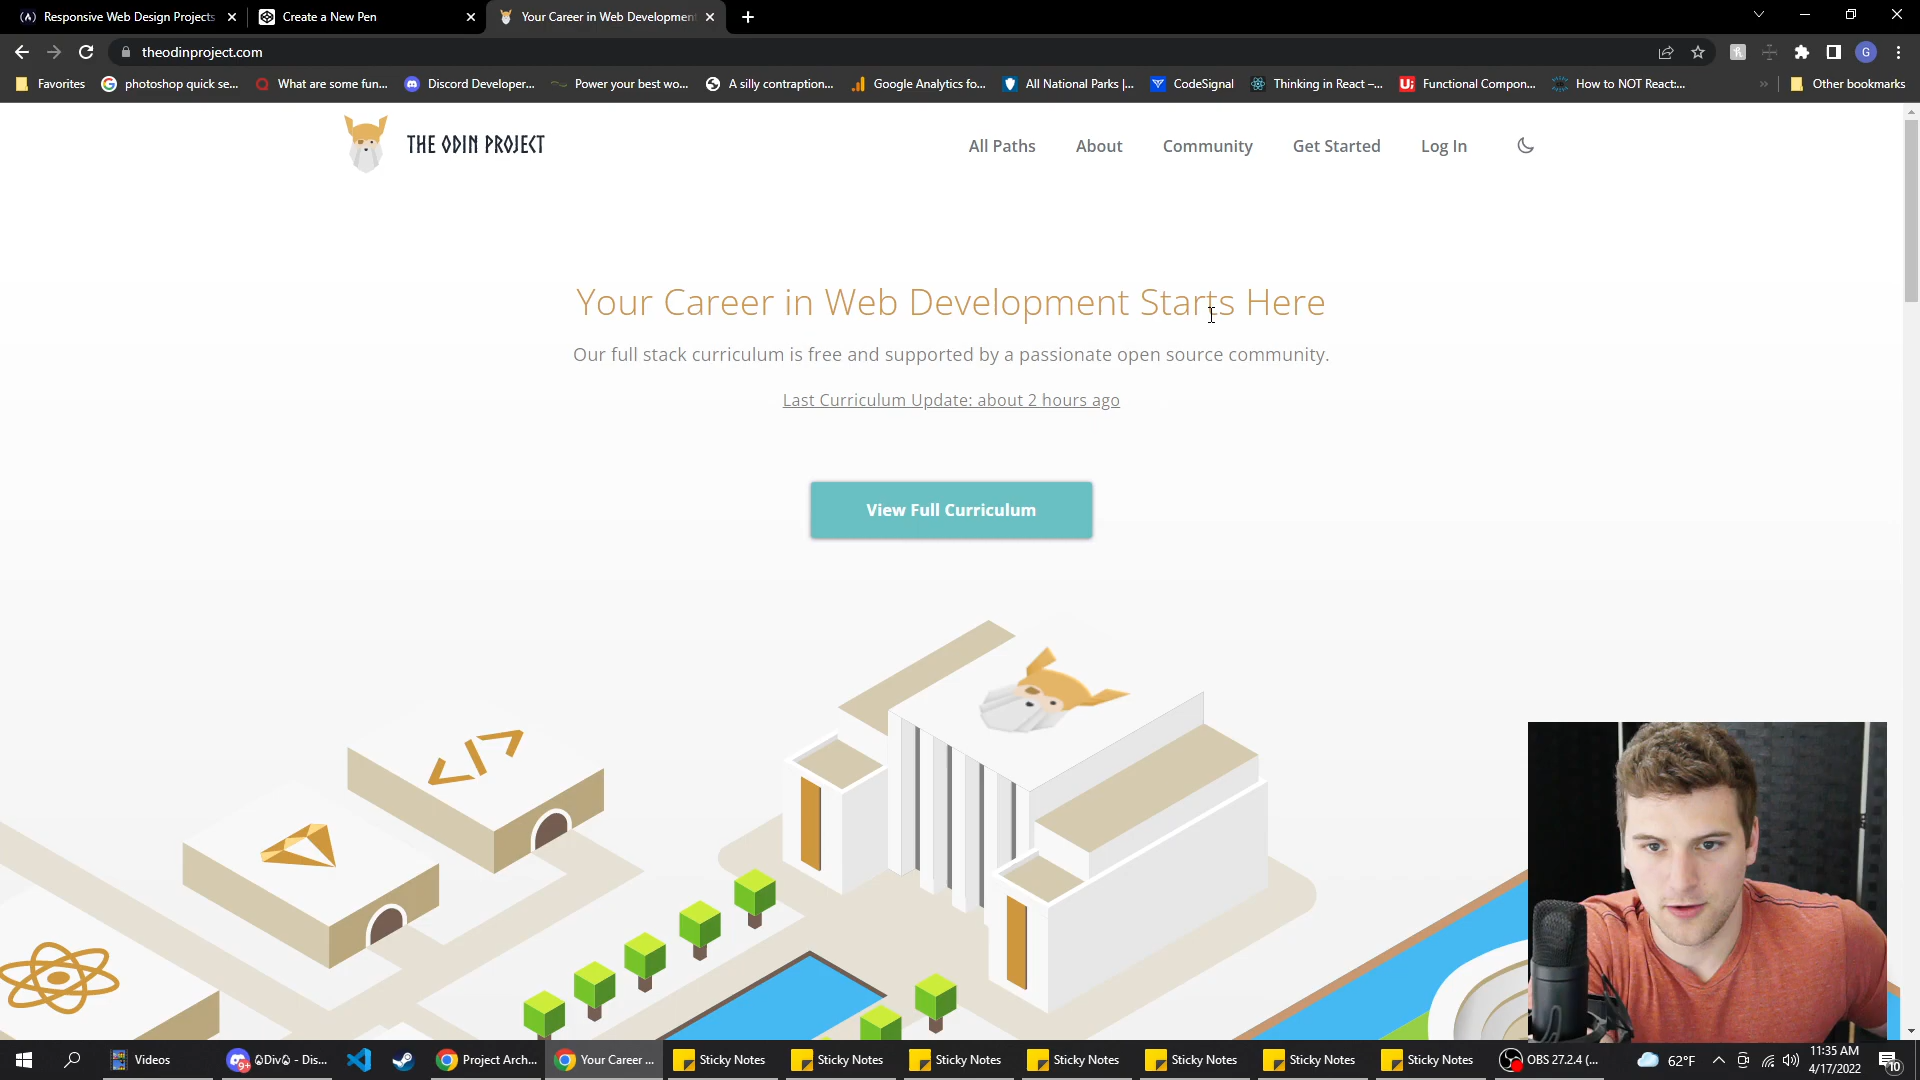 Responsive Web Design Projects
Create a New Pen
Your Career in Web Development
theodinproject.com
G
Favorites
photoshop quick se...
What are some fun...
Discord Developer...
Power your best wo...
A silly contraption...
Google Analytics fo...
All National Parks |...
CodeSignal
Thinking in React –...
Functional Compon...
How to NOT React:...
Other bookmarks
THE ODIN PROJECT
All Paths
About
Community
Get Started
Log In
Your Career in Web Development Starts Here
Our full stack curriculum is free and supported by a passionate open source community.
Last Curriculum Update: about 2 hours ago
View Full Curriculum
</>
Videos
Div - Dis...
Project Arch...
Your Career ...
Sticky Notes
Sticky Notes
Sticky Notes
Sticky Notes
Sticky Notes
Sticky Notes
Sticky Notes
OBS 27.2.4 (...
62°F
11:35 AM
4/17/2022
10